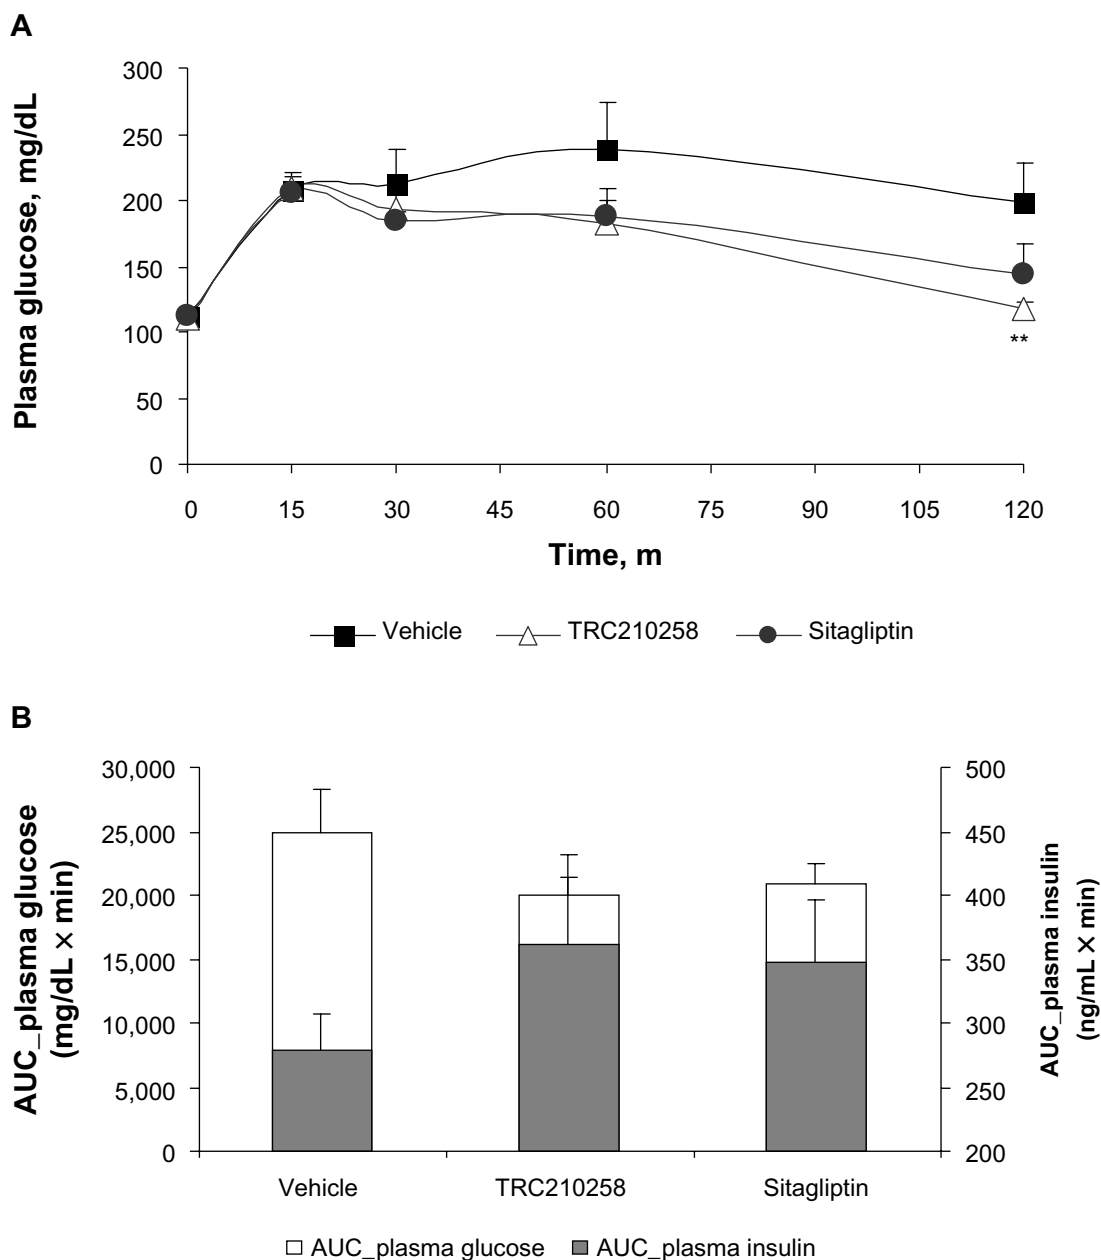 A
Plasma glucose, mg/dL
300
250
200
150
100
50
0
**
0 15 30 45 60 75 90 105 120
Time, m
Vehicle TRC210258 Sitagliptin
B
AUC_plasma glucose
(mg/dL × min)
30,000
25,000
20,000
15,000
10,000
5,000
0
500
450
400
350
300
250
200
AUC_plasma insulin
(ng/mL × min)
Vehicle TRC210258 Sitagliptin
AUC_plasma glucose AUC_plasma insulin